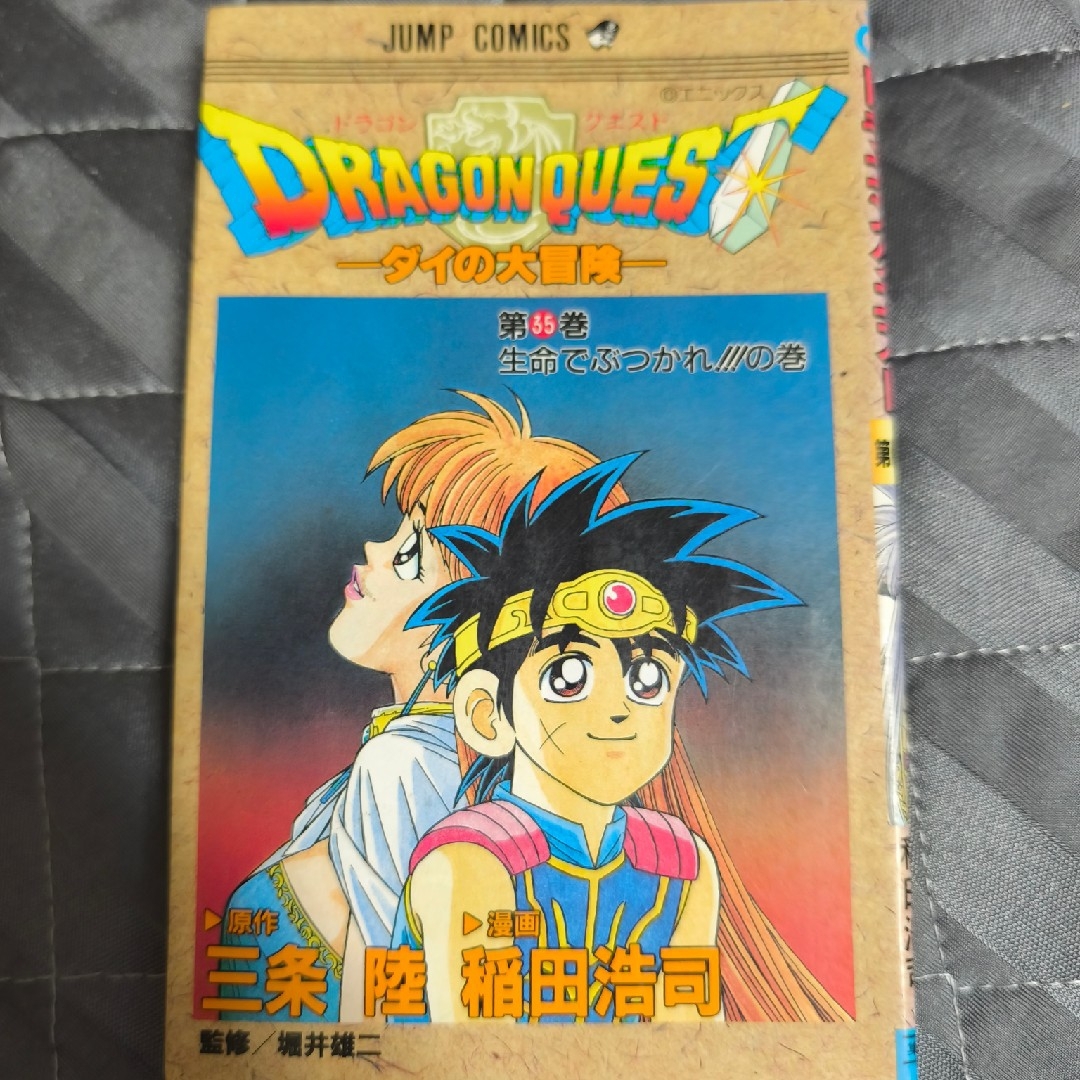 JUMP COMICS
©エニックス
ドラゴン クエスト
DRAGON QUEST
—ダイの大冒険—
第35巻
生命でぶつかれ!!!!の巻
▶原作 ▶漫画
三条 陸 稲田浩司
監修/堀井雄二
第